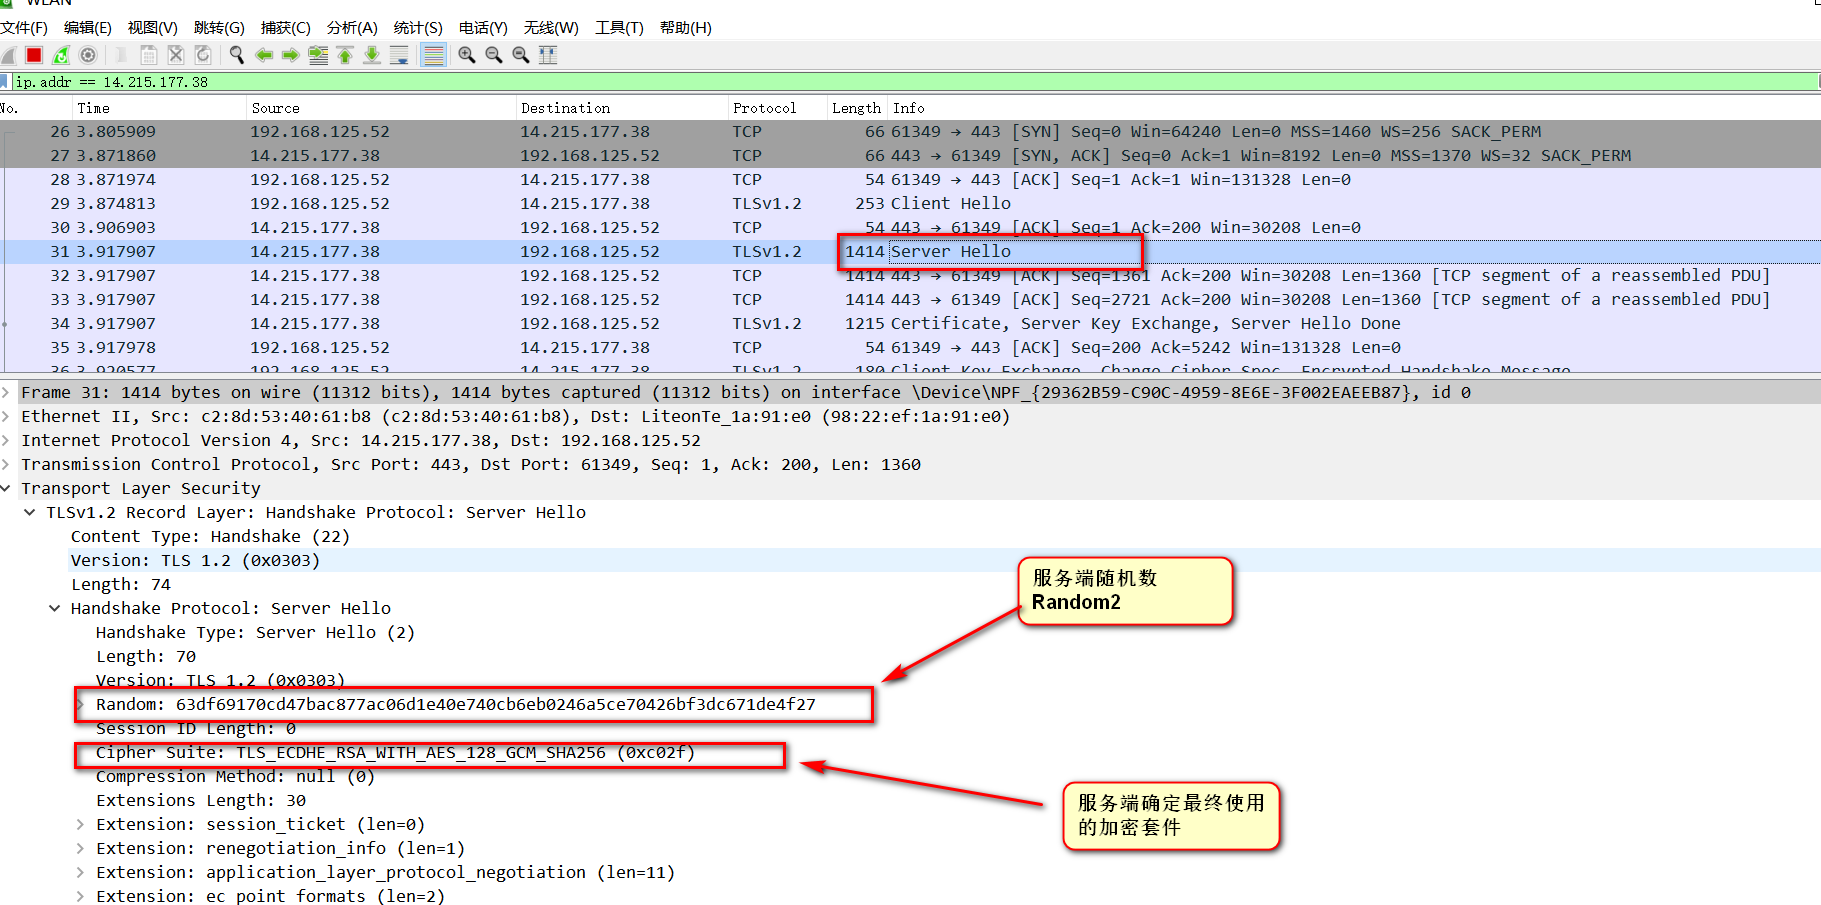 WLAN
文件(F) 编辑(E) 视图(V) 跳转(G) 捕获(C) 分析(A) 统计(S) 电话(Y) 无线(W) 工具(T) 帮助(H)
ip.addr == 14.215.177.38
No. Time Source Destination Protocol Length Info
26 3.805909 192.168.125.52 14.215.177.38 TCP 66 61349 → 443 [SYN] Seq=0 Win=64240 Len=0 MSS=1460 WS=256 SACK_PERM
27 3.871860 14.215.177.38 192.168.125.52 TCP 66 443 → 61349 [SYN, ACK] Seq=0 Ack=1 Win=8192 Len=0 MSS=1370 WS=32 SACK_PERM
28 3.871974 192.168.125.52 14.215.177.38 TCP 54 61349 → 443 [ACK] Seq=1 Ack=1 Win=131328 Len=0
29 3.874813 192.168.125.52 14.215.177.38 TLSv1.2 253 Client Hello
30 3.906903 14.215.177.38 192.168.125.52 TCP 54 443 → 61349 [ACK] Seq=1 Ack=200 Win=30208 Len=0
31 3.917907 14.215.177.38 192.168.125.52 TLSv1.2 1414 Server Hello
32 3.917907 14.215.177.38 192.168.125.52 TCP 1414 443 → 61349 [ACK] Seq=1361 Ack=200 Win=30208 Len=1360 [TCP segment of a reassembled PDU]
33 3.917907 14.215.177.38 192.168.125.52 TCP 1414 443 → 61349 [ACK] Seq=2721 Ack=200 Win=30208 Len=1360 [TCP segment of a reassembled PDU]
34 3.917907 14.215.177.38 192.168.125.52 TLSv1.2 1215 Certificate, Server Key Exchange, Server Hello Done
35 3.917978 192.168.125.52 14.215.177.38 TCP 54 61349 → 443 [ACK] Seq=200 Ack=5242 Win=131328 Len=0
36 3.920577 192.168.125.52 14.215.177.38 TLSv1.2 180 Client Key Exchange, Change Cipher Spec, Encrypted Handshake Message
Frame 31: 1414 bytes on wire (11312 bits), 1414 bytes captured (11312 bits) on interface \Device\NPF_{29362B59-C90C-4959-8E6E-3F002EAEEB87}, id 0
Ethernet II, Src: c2:8d:53:40:61:b8 (c2:8d:53:40:61:b8), Dst: LiteonTe_1a:91:e0 (98:22:ef:1a:91:e0)
Internet Protocol Version 4, Src: 14.215.177.38, Dst: 192.168.125.52
Transmission Control Protocol, Src Port: 443, Dst Port: 61349, Seq: 1, Ack: 200, Len: 1360
Transport Layer Security
TLSv1.2 Record Layer: Handshake Protocol: Server Hello
Content Type: Handshake (22)
Version: TLS 1.2 (0x0303)
Length: 74
Handshake Protocol: Server Hello
Handshake Type: Server Hello (2)
Length: 70
Version: TLS 1.2 (0x0303)
Random: 63df69170cd47bac877ac06d1e40e740cb6eb0246a5ce70426bf3dc671de4f27
Session ID Length: 0
Cipher Suite: TLS_ECDHE_RSA_WITH_AES_128_GCM_SHA256 (0xc02f)
Compression Method: null (0)
Extensions Length: 30
Extension: session_ticket (len=0)
Extension: renegotiation_info (len=1)
Extension: application_layer_protocol_negotiation (len=11)
Extension: ec point formats (len=2)
服务端随机数
Random2
服务端确定最终使用
的加密套件